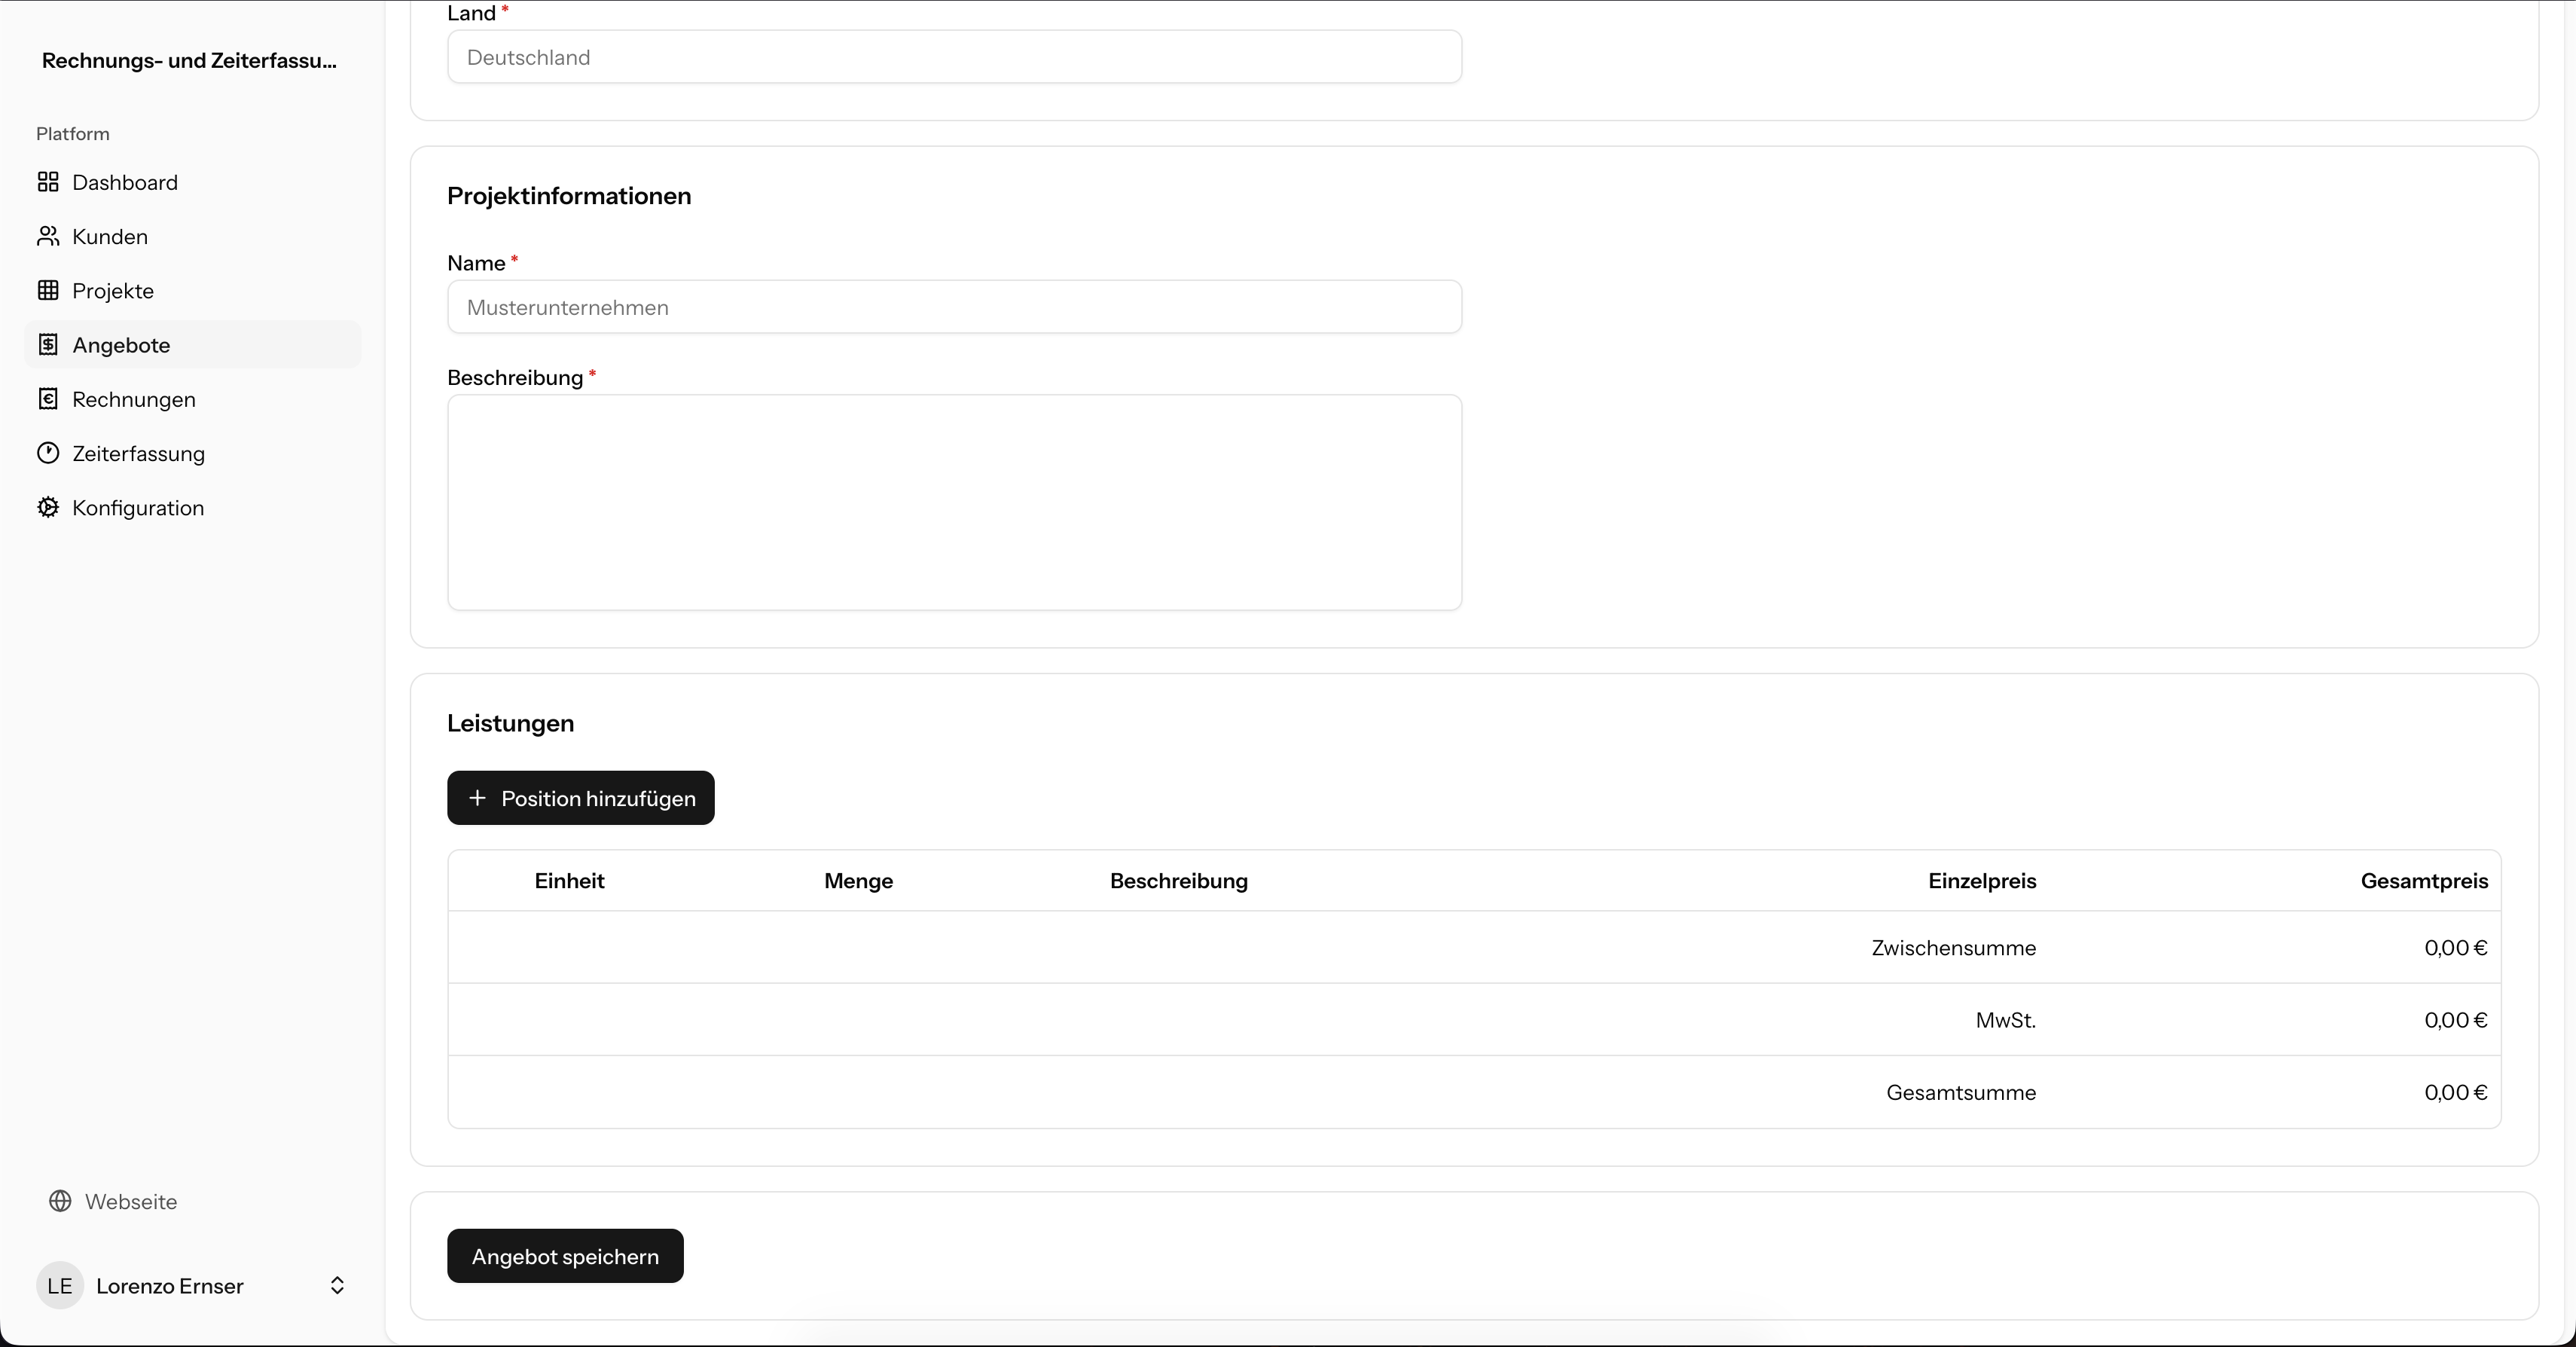 Rechnungs- und Zeiterfassu...
Platform
Dashboard
Kunden
Projekte
Angebote
Rechnungen
Zeiterfassung
Konfiguration
Webseite
LE Lorenzo Ernser
Land *
Deutschland
Projektinformationen
Name *
Musterunternehmen
Beschreibung *
Leistungen
+ Position hinzufügen
Einheit Menge Beschreibung Einzelpreis Gesamtpreis
Zwischensumme 0,00 €
MwSt. 0,00 €
Gesamtsumme 0,00 €
Angebot speichern